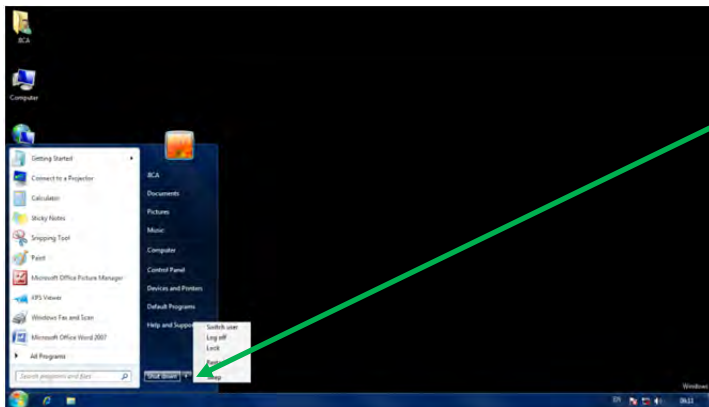 BCA
Computer
Getting Started
Connect to a Projector
Calculator
Sticky Notes
Snipping Tool
Paint
Microsoft Office Picture Manager
XPS Viewer
Windows Fax and Scan
Microsoft Office Word 2007
All Programs
Search programs and files
BCA
Documents
Pictures
Music
Computer
Control Panel
Devices and Printers
Default Programs
Help and Support
Shut down
Switch user
Log off
Lock
Sleep
Windows
EN
06:11